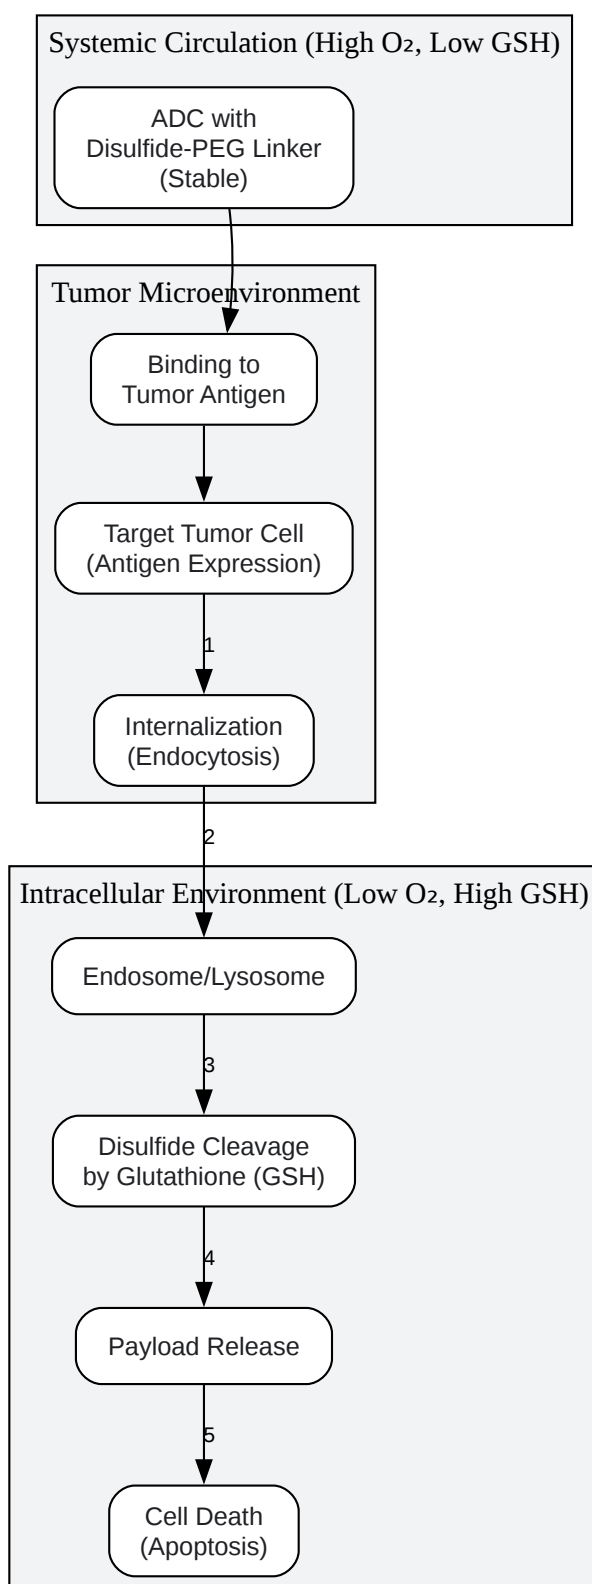 Systemic Circulation (High O₂, Low GSH)
ADC with
Disulfide-PEG Linker
(Stable)
Tumor Microenvironment
Binding to
Tumor Antigen
Target Tumor Cell
(Antigen Expression)
1
Internalization
(Endocytosis)
2
Intracellular Environment (Low O₂, High GSH)
Endosome/Lysosome
3
Disulfide Cleavage
by Glutathione (GSH)
4
Payload Release
5
Cell Death
(Apoptosis)